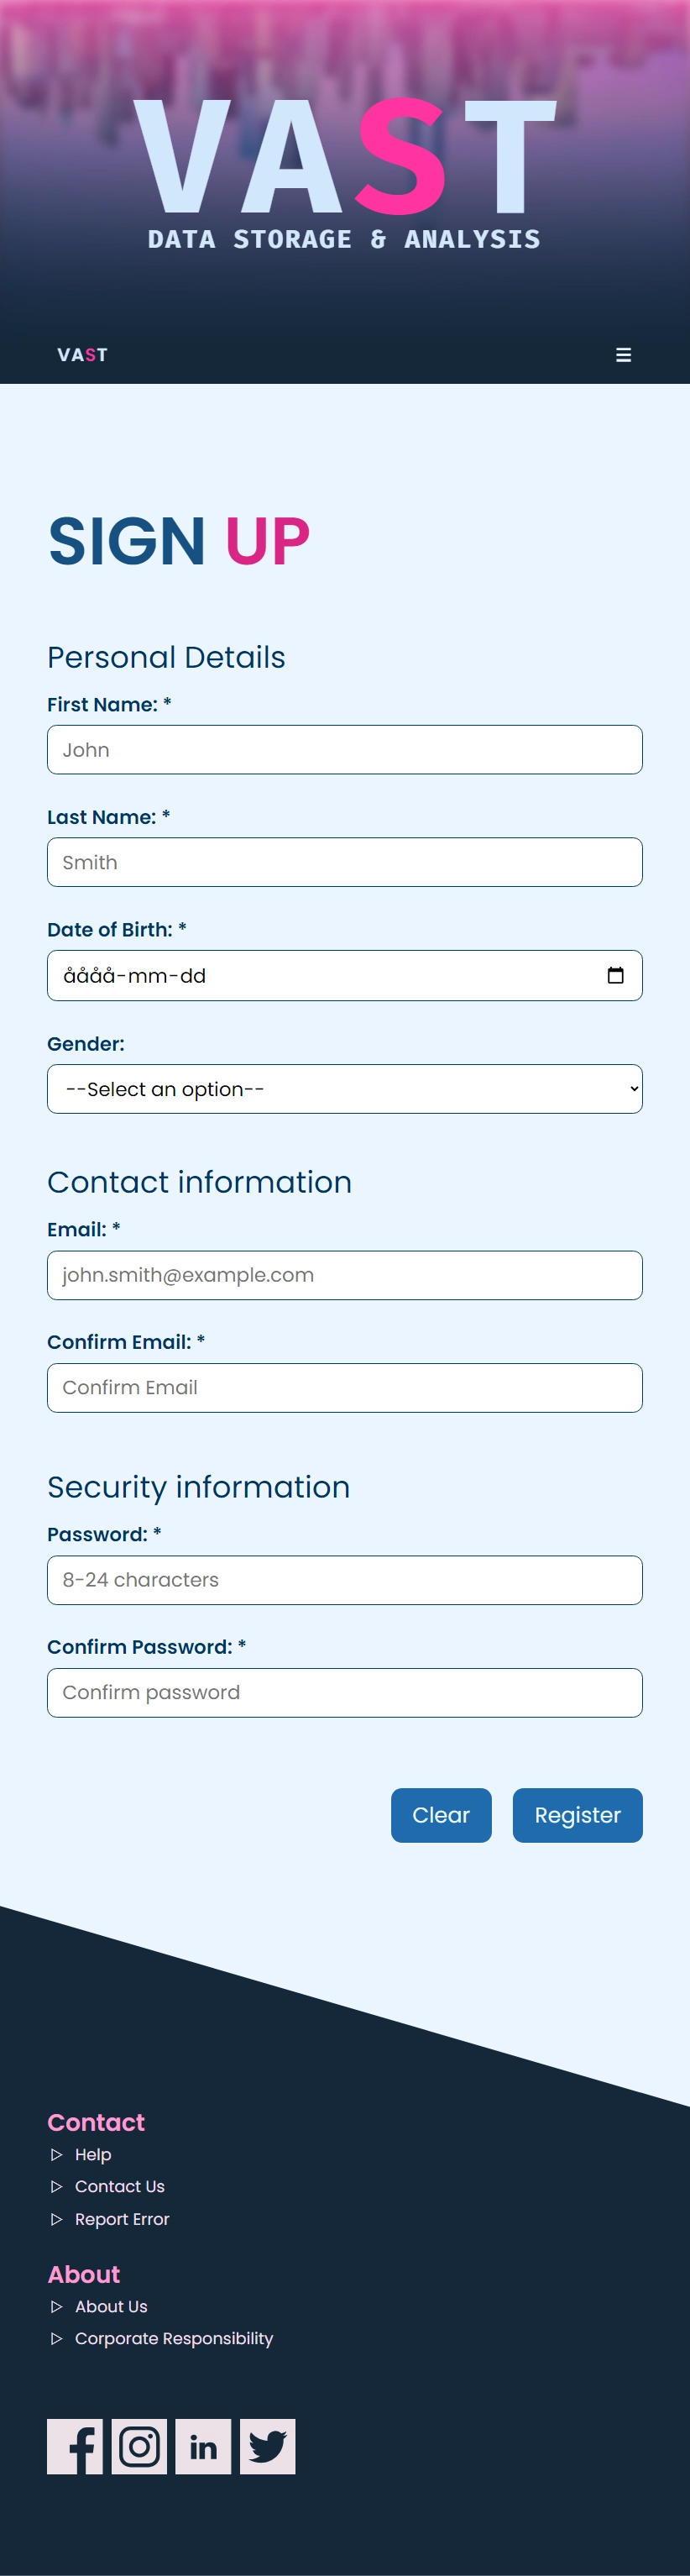 VAST
DATA STORAGE & ANALYSIS
VAST
SIGN UP
Personal Details
First Name: *
John
Last Name: *
Smith
Date of Birth: *
åååå-mm-dd
Gender:
--Select an option--
Contact information
Email: *
john.smith@example.com
Confirm Email: *
Confirm Email
Security information
Password: *
8-24 characters
Confirm Password: *
Confirm password
Clear Register
Contact
Help
Contact Us
Report Error
About
About Us
Corporate Responsibility